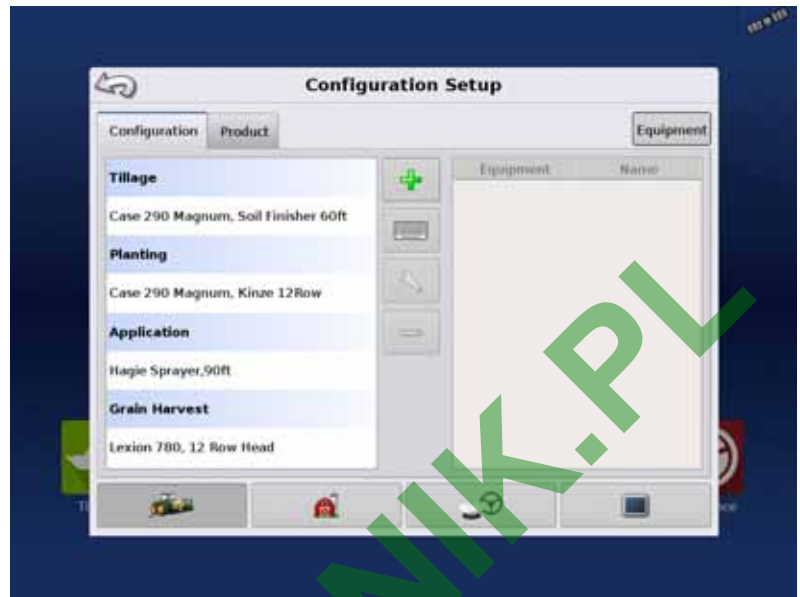 Configuration Setup
Configuration Product Equipment
Equipment Name
Tillage
Case 290 Magnum, Soil Finisher 60ft
Planting
Case 290 Magnum, Kinze 12Row
Application
Hagie Sprayer,90ft
Grain Harvest
Lexion 780, 12 Row Head
NIK.PL